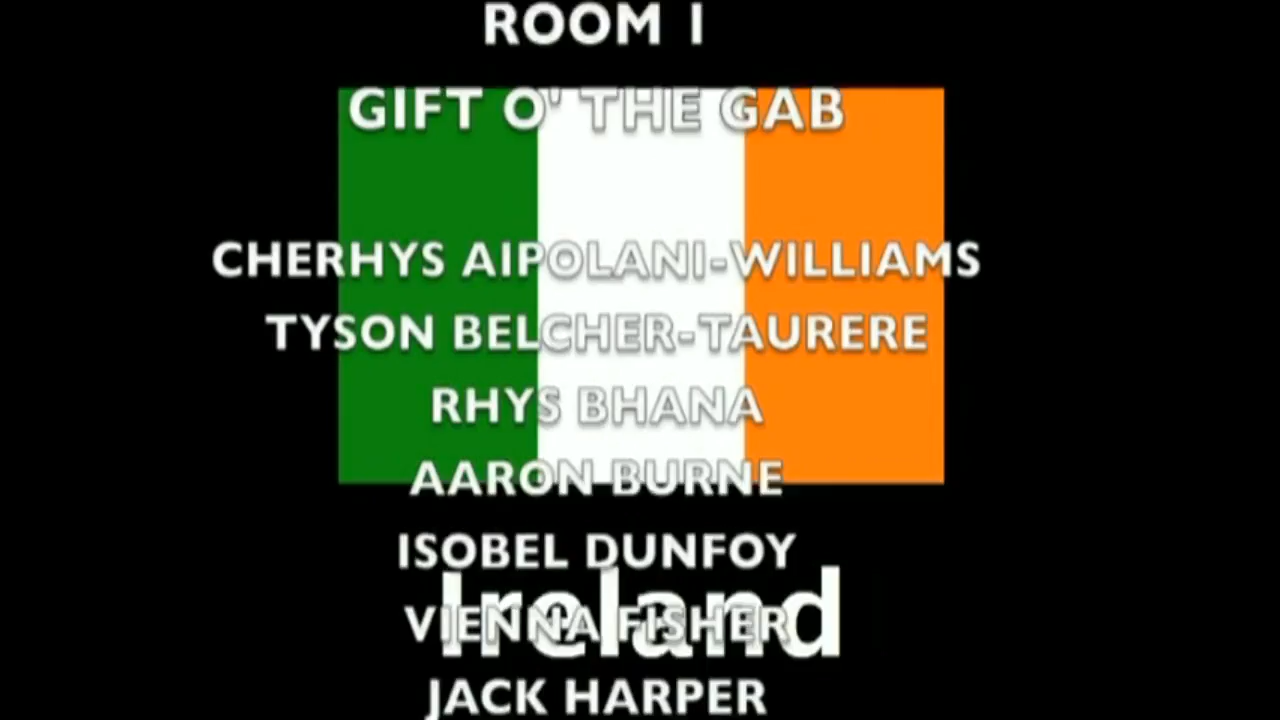 ROOM 1
GIFT O' THE GAB
CHERHYS AIPOLANI-WILLIAMS
TYSON BELCHER-TAURERE
RHYS BHANA
AARON BURNE
ISOBEL DUNFOY
Ireland
VIENNA FISHER
JACK HARPER